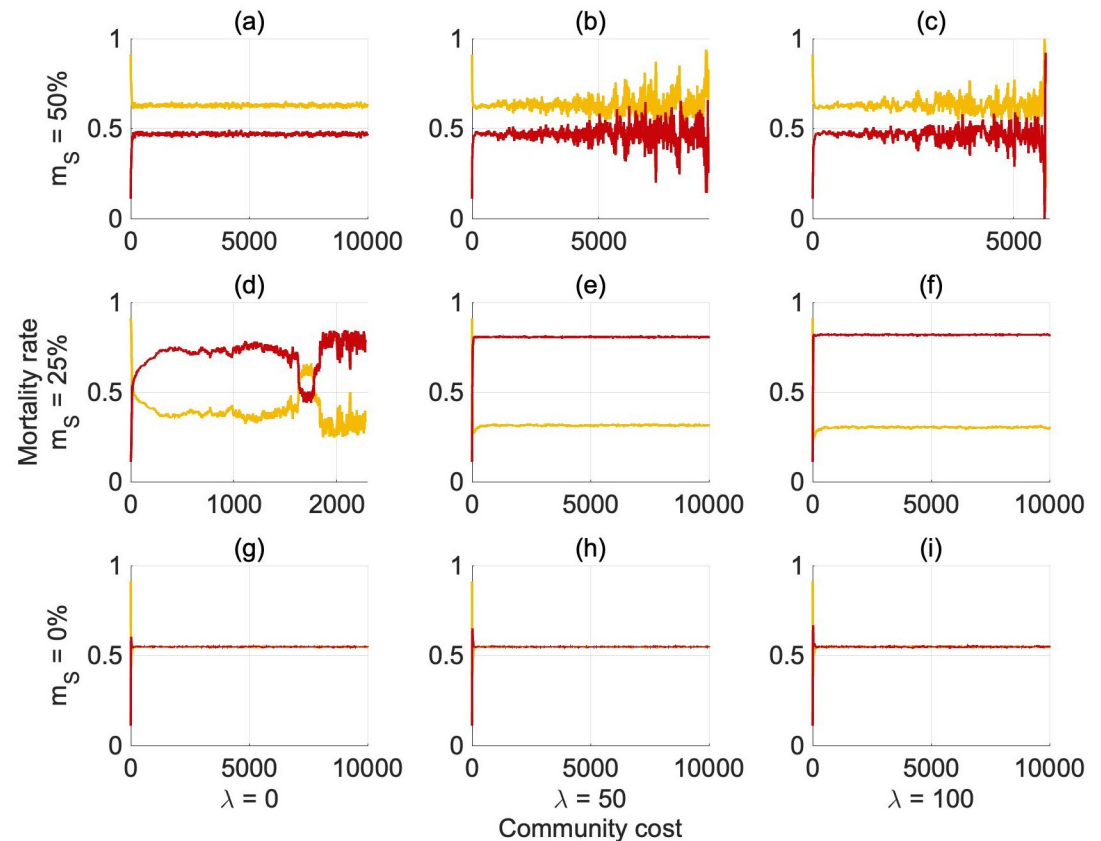 (a) (b) (c)
1 1 1
0.5 0.5 0.5
0 0 0
0 5000 10000 0 5000 0 5000
m_S = 50%
(d) (e) (f)
1 1 1
0.5 0.5 0.5
0 0 0
0 1000 2000 0 5000 10000 0 5000 10000
Mortality rate
m_S = 25%
(g) (h) (i)
1 1 1
0.5 0.5 0.5
0 0 0
0 5000 10000 0 5000 10000 0 5000 10000
m_S = 0%
λ = 0 λ = 50 λ = 100
Community cost